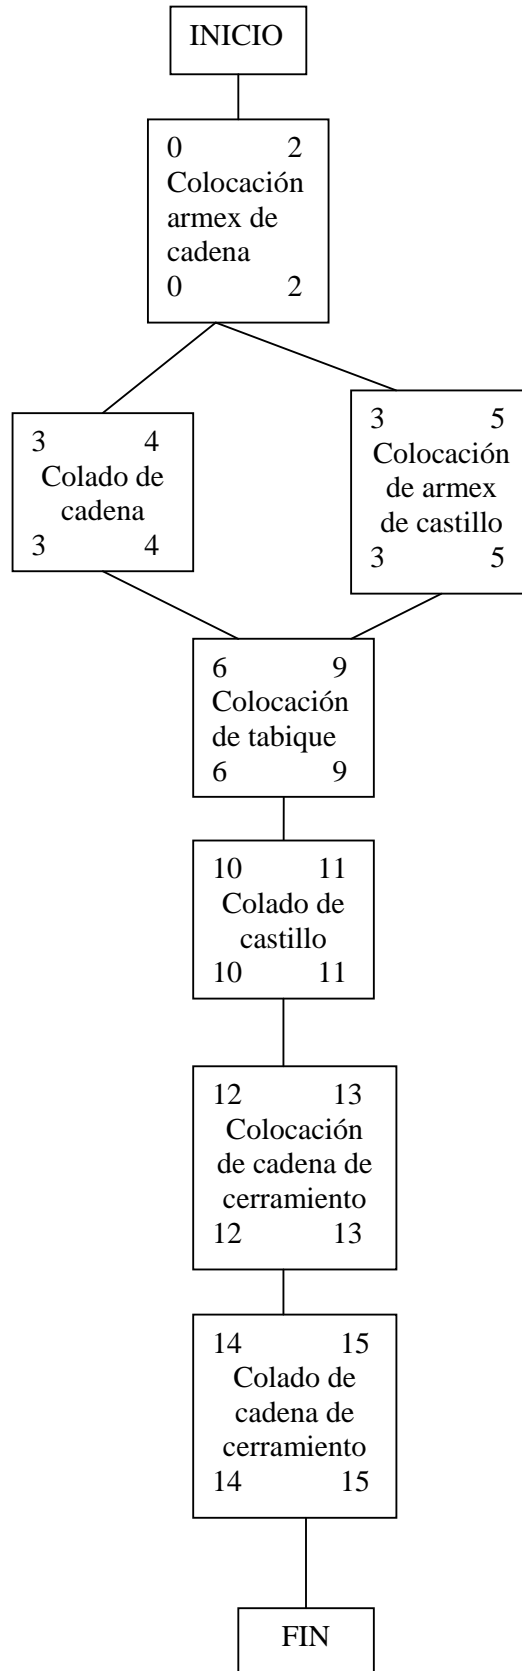 INICIO
0 2
Colocación
armex de
cadena
0 2
3 4
Colado de
cadena
3 4
3 5
Colocación
de armex
de castillo
3 5
6 9
Colocación
de tabique
6 9
10 11
Colado de
castillo
10 11
12 13
Colocación
de cadena de
cerramiento
12 13
14 15
Colado de
cadena de
cerramiento
14 15
FIN